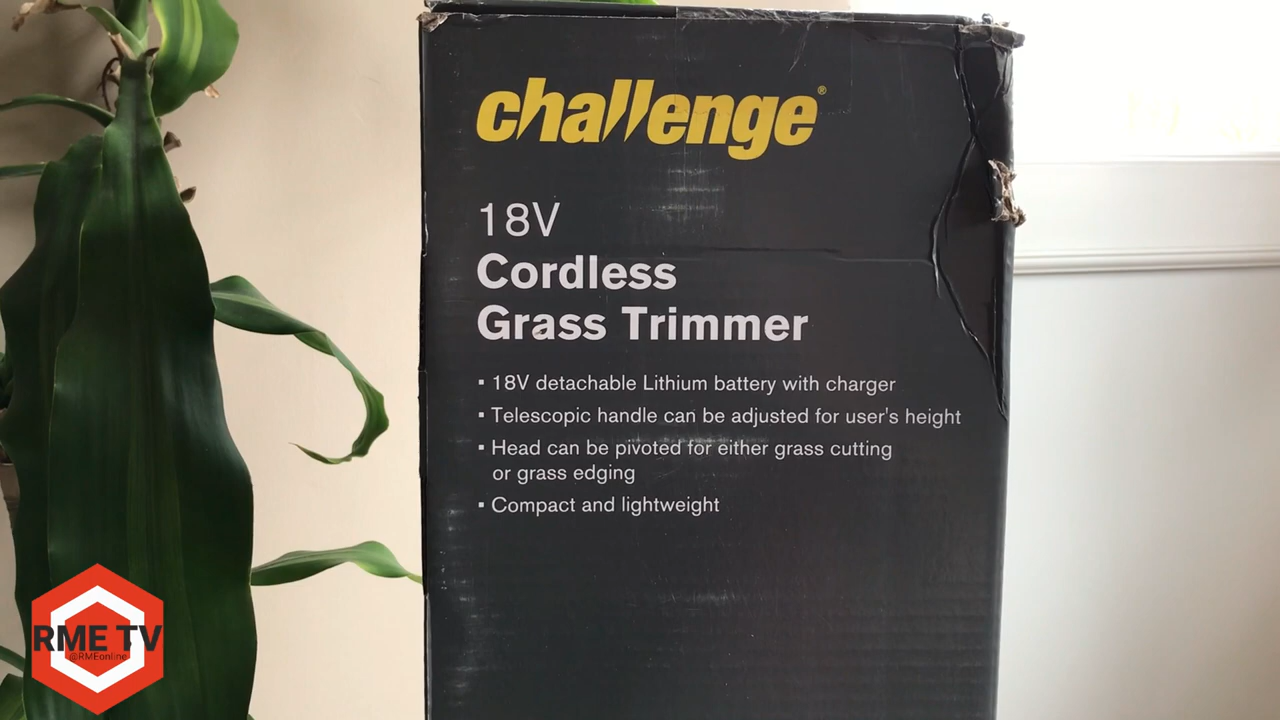 challenge®
18V
Cordless
Grass Trimmer
▪ 18V detachable Lithium battery with charger
▪ Telescopic handle can be adjusted for user's height
▪ Head can be pivoted for either grass cutting
or grass edging
▪ Compact and lightweight
RME TV
@RMEonline